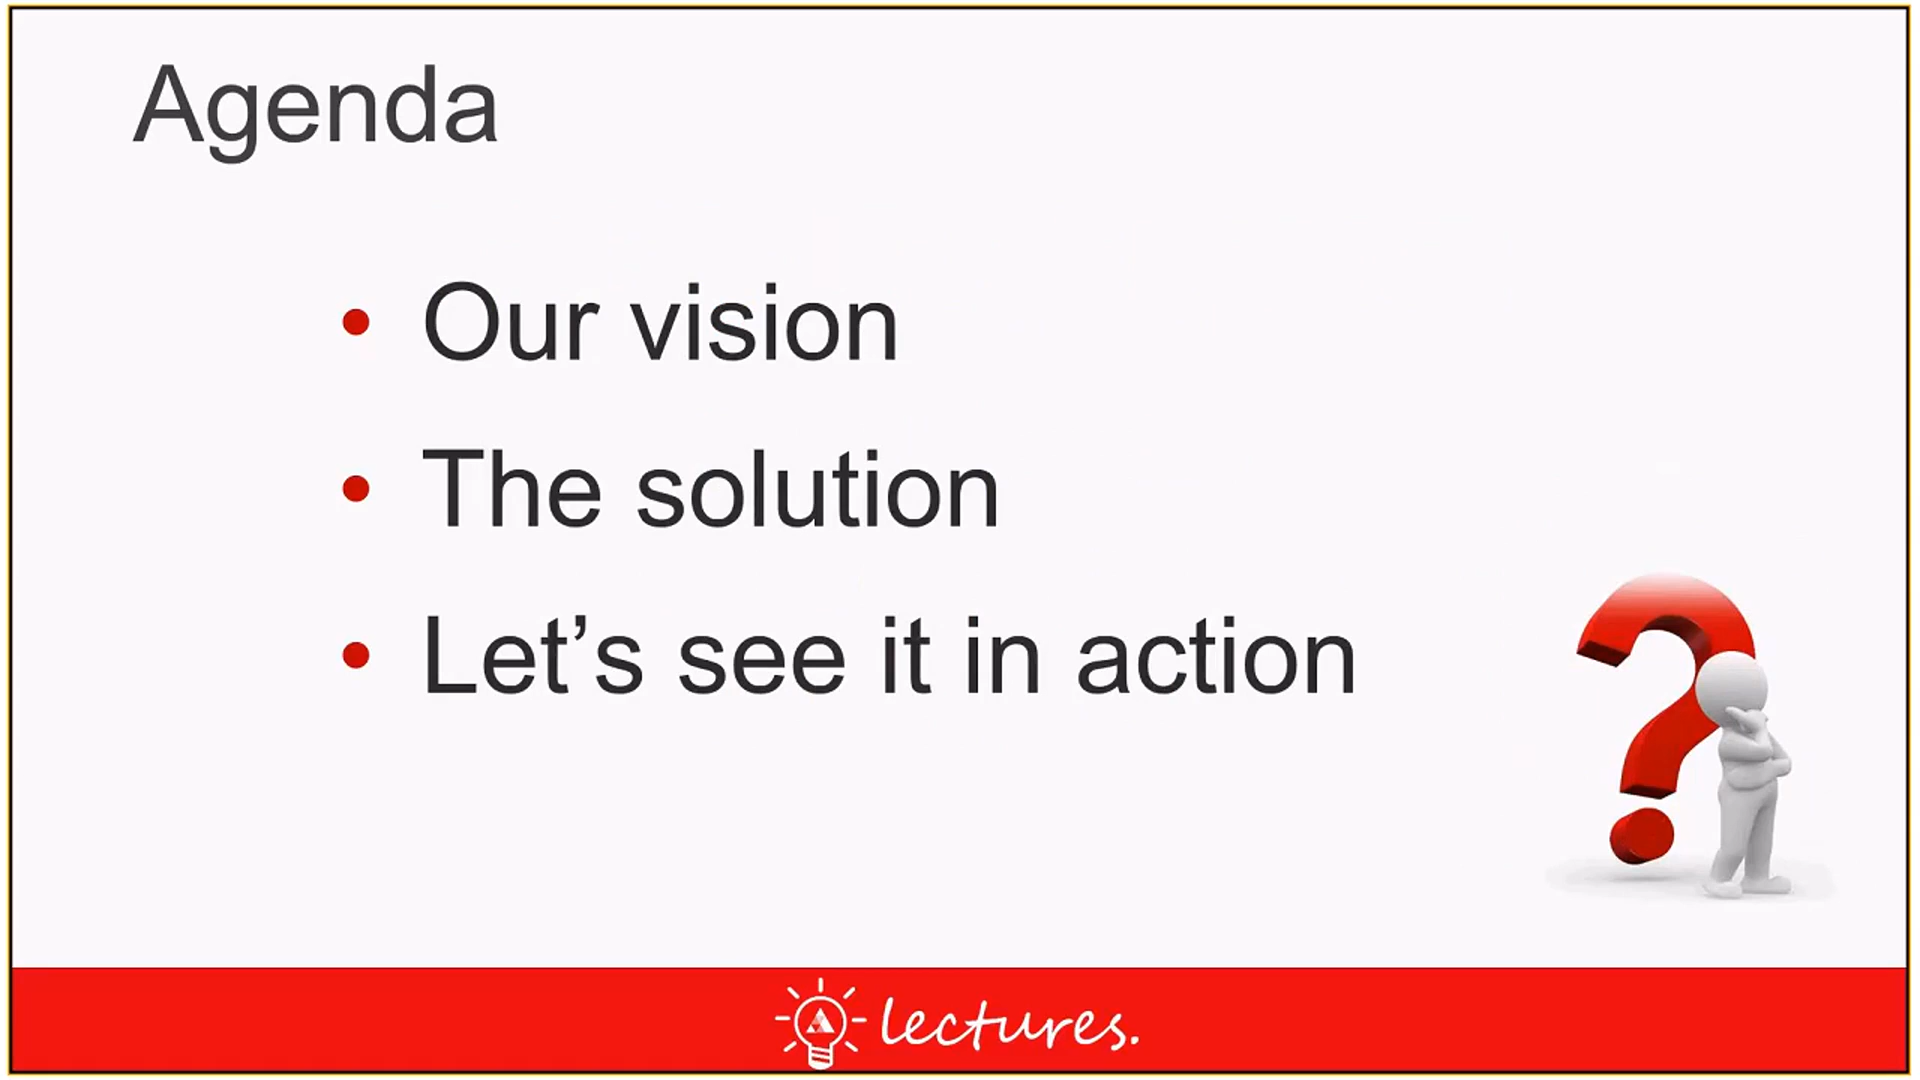 Agenda
• Our vision
• The solution
• Let’s see it in action
lectures.